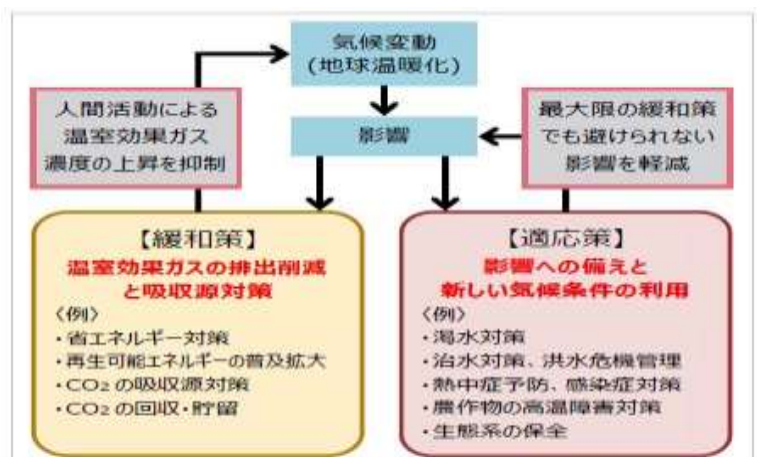 気候変動
(地球温暖化)
人間活動による
温室効果ガス
濃度の上昇を抑制
影響
最大限の緩和策
でも避けられない
影響を軽減
【緩和策】
温室効果ガスの排出削減
と吸収源対策
〈例〉
・省エネルギー対策
・再生可能エネルギーの普及拡大
・CO₂の吸収源対策
・CO₂の回収・貯留
【適応策】
影響への備えと
新しい気候条件の利用
〈例〉
・渇水対策
・治水対策、洪水危機管理
・熱中症予防、感染症対策
・農作物の高温障害対策
・生態系の保全